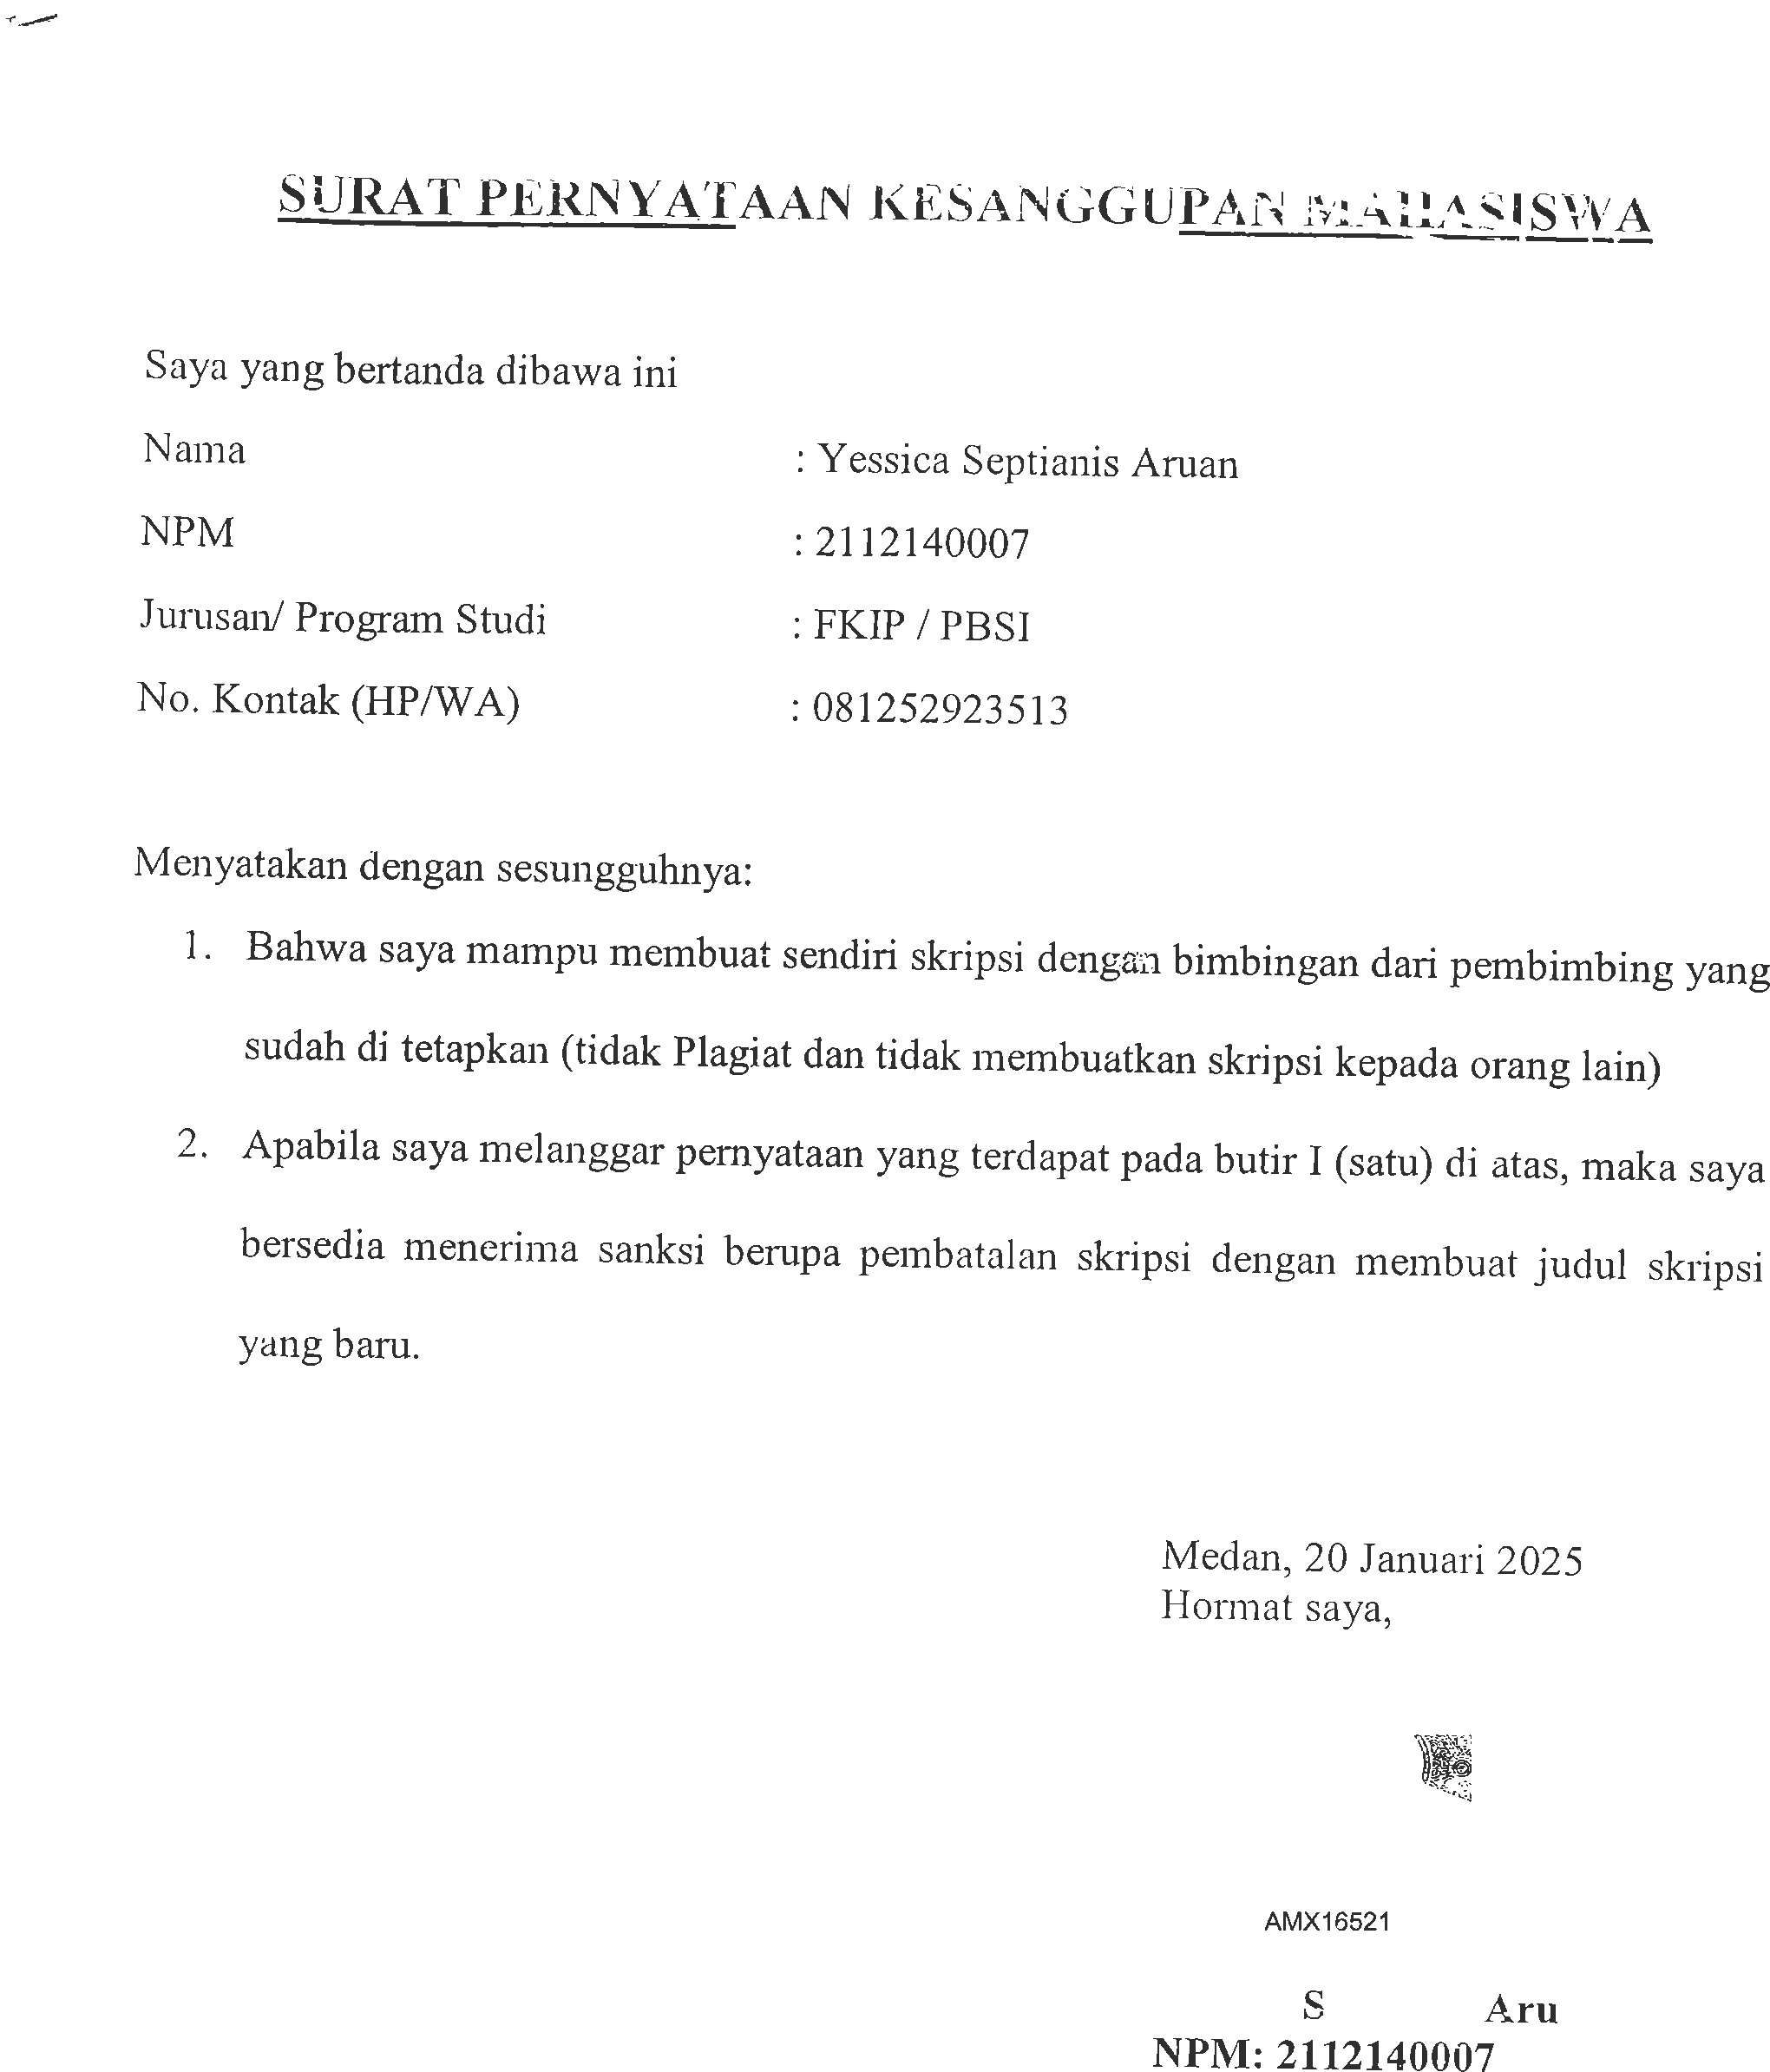 SURAT PERNYATAAN KESANGGUPAN MAHASISWA
Saya yang bertanda dibawa ini
Nama : Yessica Septianis Aruan
NPM : 2112140007
Jurusan/ Program Studi : FKIP / PBSI
No. Kontak (HP/WA) : 081252923513
Menyatakan dengan sesungguhnya:
1. Bahwa saya mampu membuat sendiri skripsi dengan bimbingan dari pembimbing yang
sudah di tetapkan (tidak Plagiat dan tidak membuatkan skripsi kepada orang lain)
2. Apabila saya melanggar pernyataan yang terdapat pada butir I (satu) di atas, maka saya
bersedia menerima sanksi berupa pembatalan skripsi dengan membuat judul skripsi
yang baru.
Medan, 20 Januari 2025
Hormat saya,
AMX16521
S Aru
NPM: 2112140007